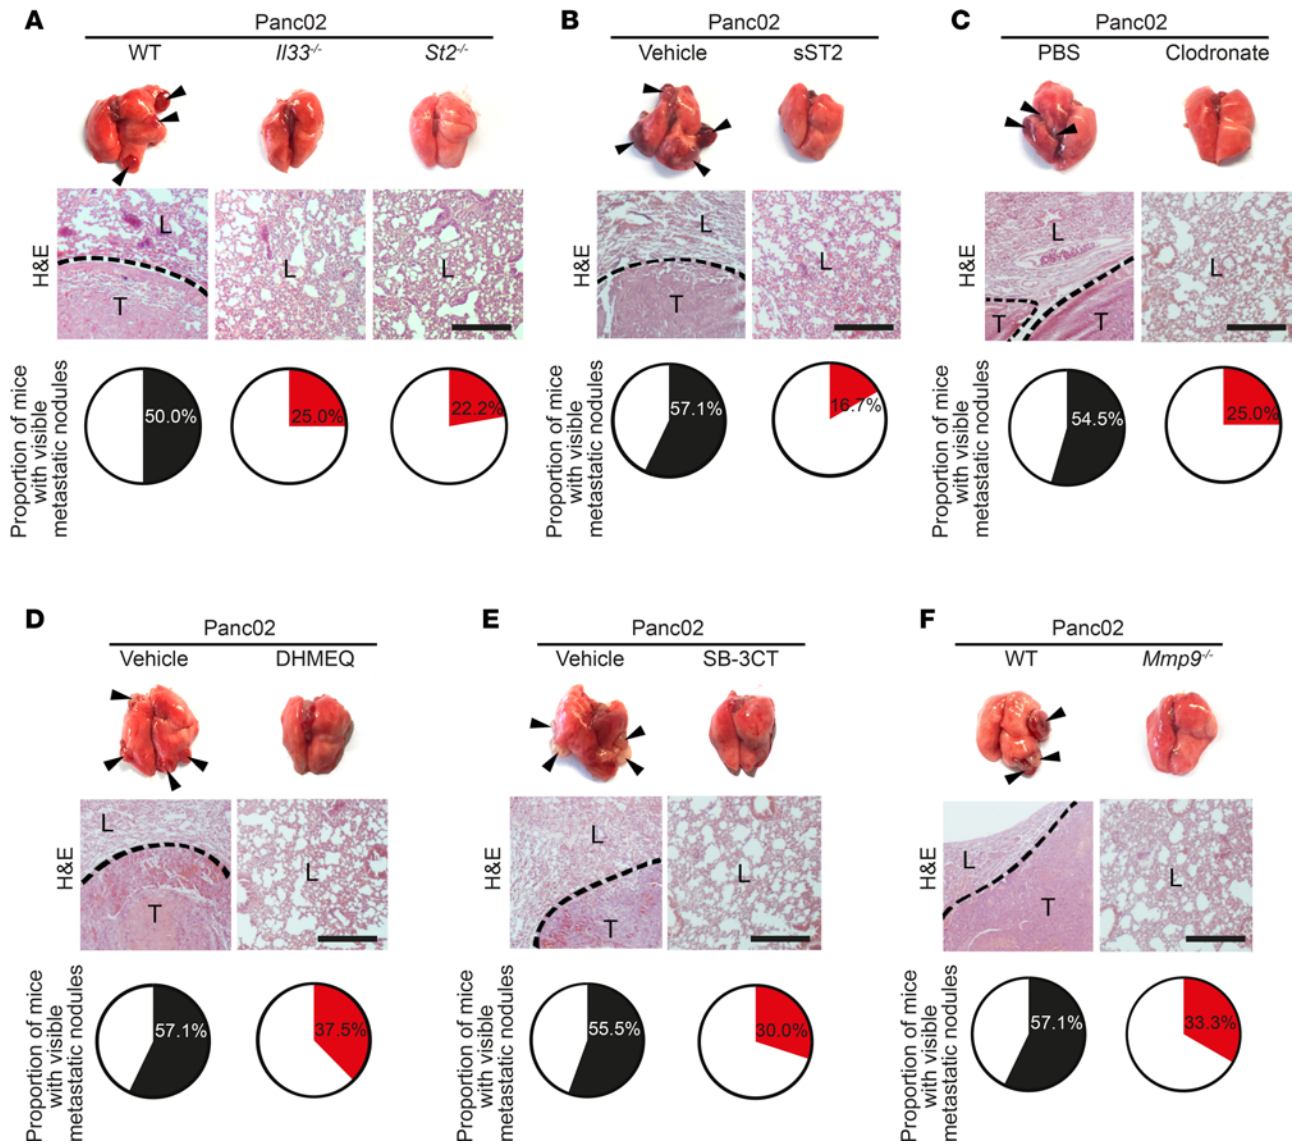 A
Panc02
WT Il33-/- St2-/-
H&E
L
T
L
L
Proportion of mice
with visible
metastatic nodules
50.0%
25.0%
22.2%
B
Panc02
Vehicle sST2
H&E
L
T
L
Proportion of mice
with visible
metastatic nodules
57.1%
16.7%
C
Panc02
PBS Clodronate
H&E
L
T
T
L
Proportion of mice
with visible
metastatic nodules
54.5%
25.0%
D
Panc02
Vehicle DHMEQ
H&E
L
T
L
Proportion of mice
with visible
metastatic nodules
57.1%
37.5%
E
Panc02
Vehicle SB-3CT
H&E
L
T
L
Proportion of mice
with visible
metastatic nodules
55.5%
30.0%
F
Panc02
WT Mmp9-/-
H&E
L
T
L
Proportion of mice
with visible
metastatic nodules
57.1%
33.3%